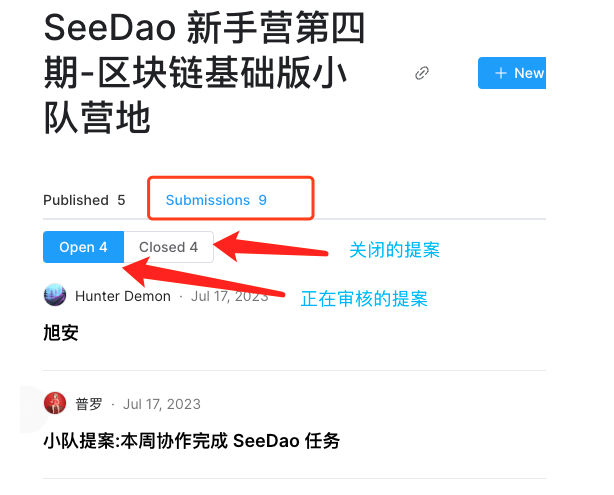 SeeDao 新手营第四
期-区块链基础版小
队营地
+ New
Published 5 Submissions 9
Open 4 Closed 4
关闭的提案
Hunter Demon · Jul 17, 2023
正在审核的提案
旭安
普罗 · Jul 17, 2023
小队提案:本周协作完成 SeeDao 任务